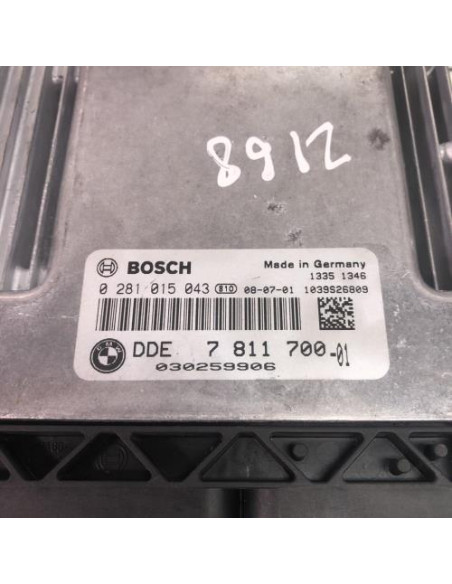 8912
BOSCH Made in Germany
1335 1346
0 281 015 043 810 08-07-01 1039S26809
DDE 7 811 700-01
030259906